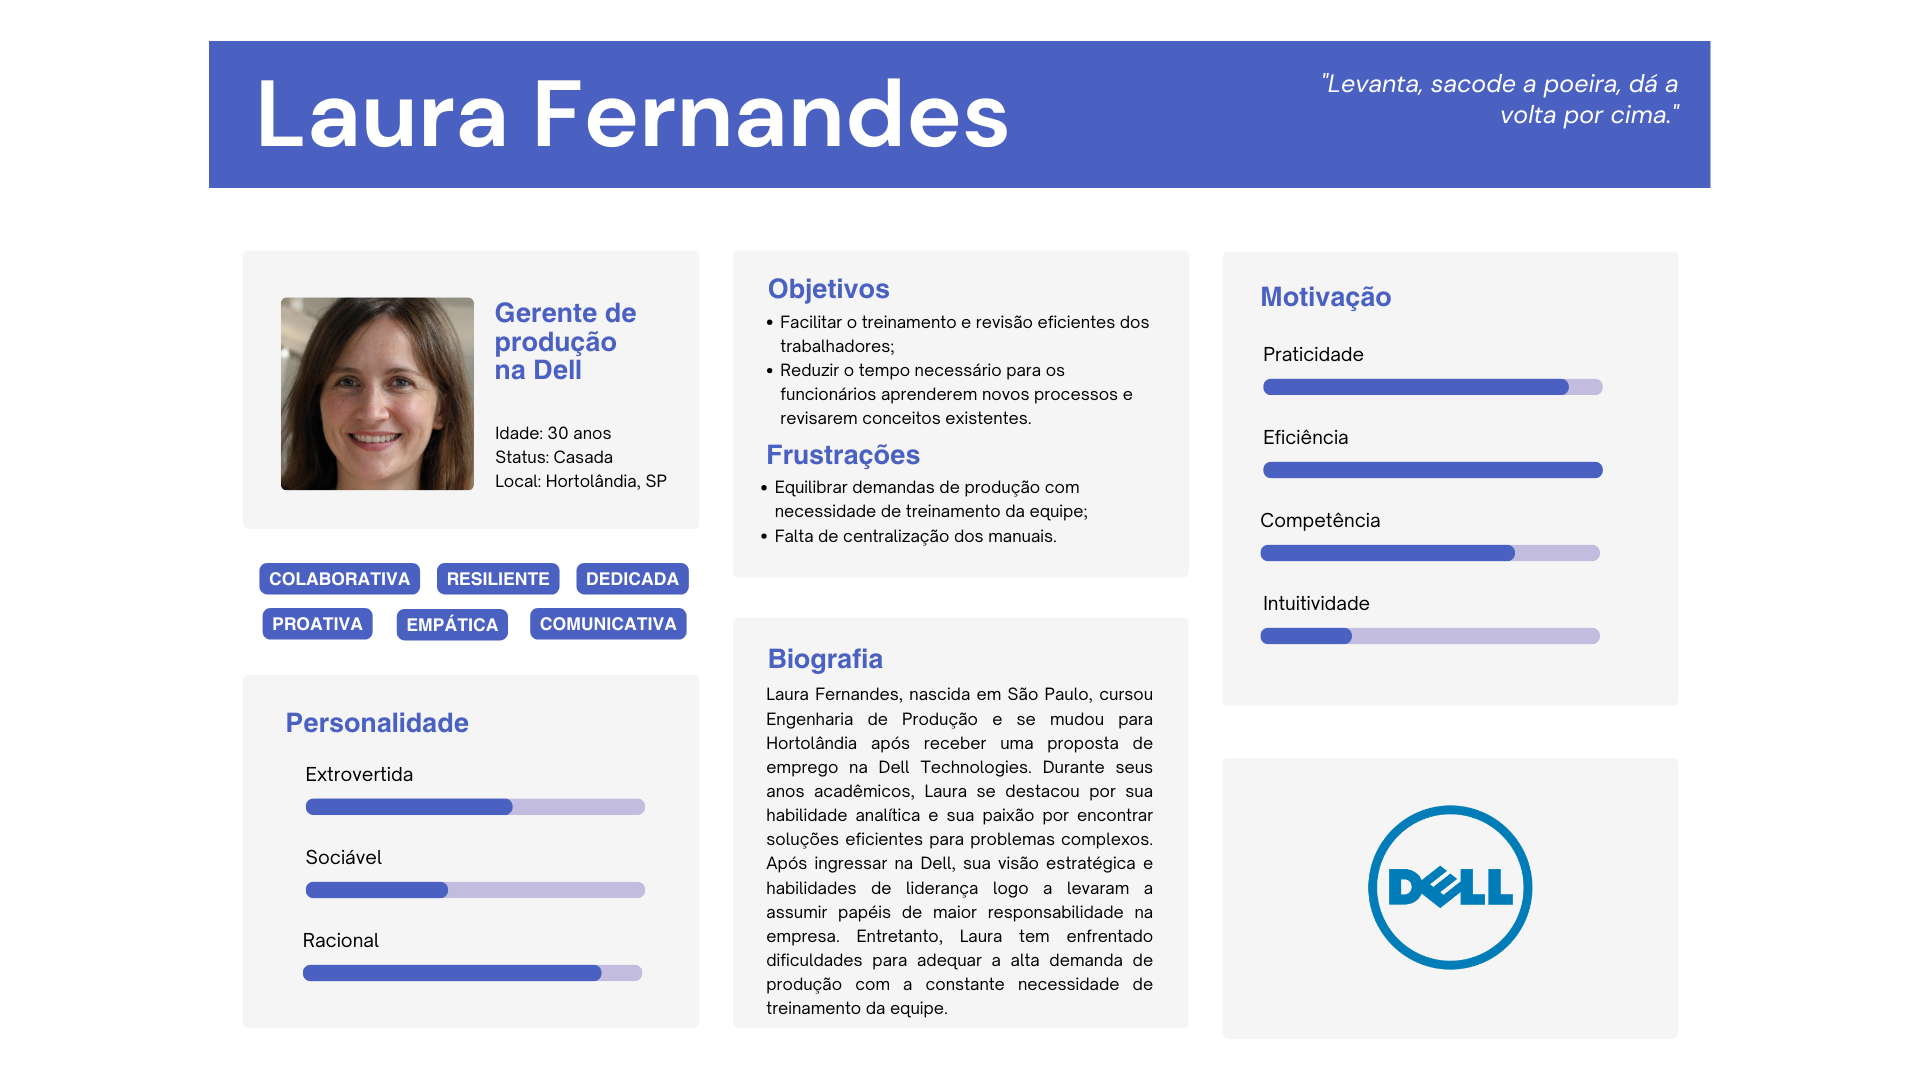 Laura Fernandes
"Levanta, sacode a poeira, dá a
volta por cima."
Gerente de
produção
na Dell
Idade: 30 anos
Status: Casada
Local: Hortolândia, SP
COLABORATIVA
RESILIENTE
DEDICADA
PROATIVA
EMPÁTICA
COMUNICATIVA
Personalidade
Extrovertida
Sociável
Racional
Objetivos
• Facilitar o treinamento e revisão eficientes dos
trabalhadores;
• Reduzir o tempo necessário para os
funcionários aprenderem novos processos e
revisarem conceitos existentes.
Frustrações
• Equilibrar demandas de produção com
necessidade de treinamento da equipe;
• Falta de centralização dos manuais.
Biografia
Laura Fernandes, nascida em São Paulo, cursou
Engenharia de Produção e se mudou para
Hortolândia após receber uma proposta de
emprego na Dell Technologies. Durante seus
anos acadêmicos, Laura se destacou por sua
habilidade analítica e sua paixão por encontrar
soluções eficientes para problemas complexos.
Após ingressar na Dell, sua visão estratégica e
habilidades de liderança logo a levaram a
assumir papéis de maior responsabilidade na
empresa. Entretanto, Laura tem enfrentado
dificuldades para adequar a alta demanda de
produção com a constante necessidade de
treinamento da equipe.
Motivação
Praticidade
Eficiência
Competência
Intuitividade
DELL